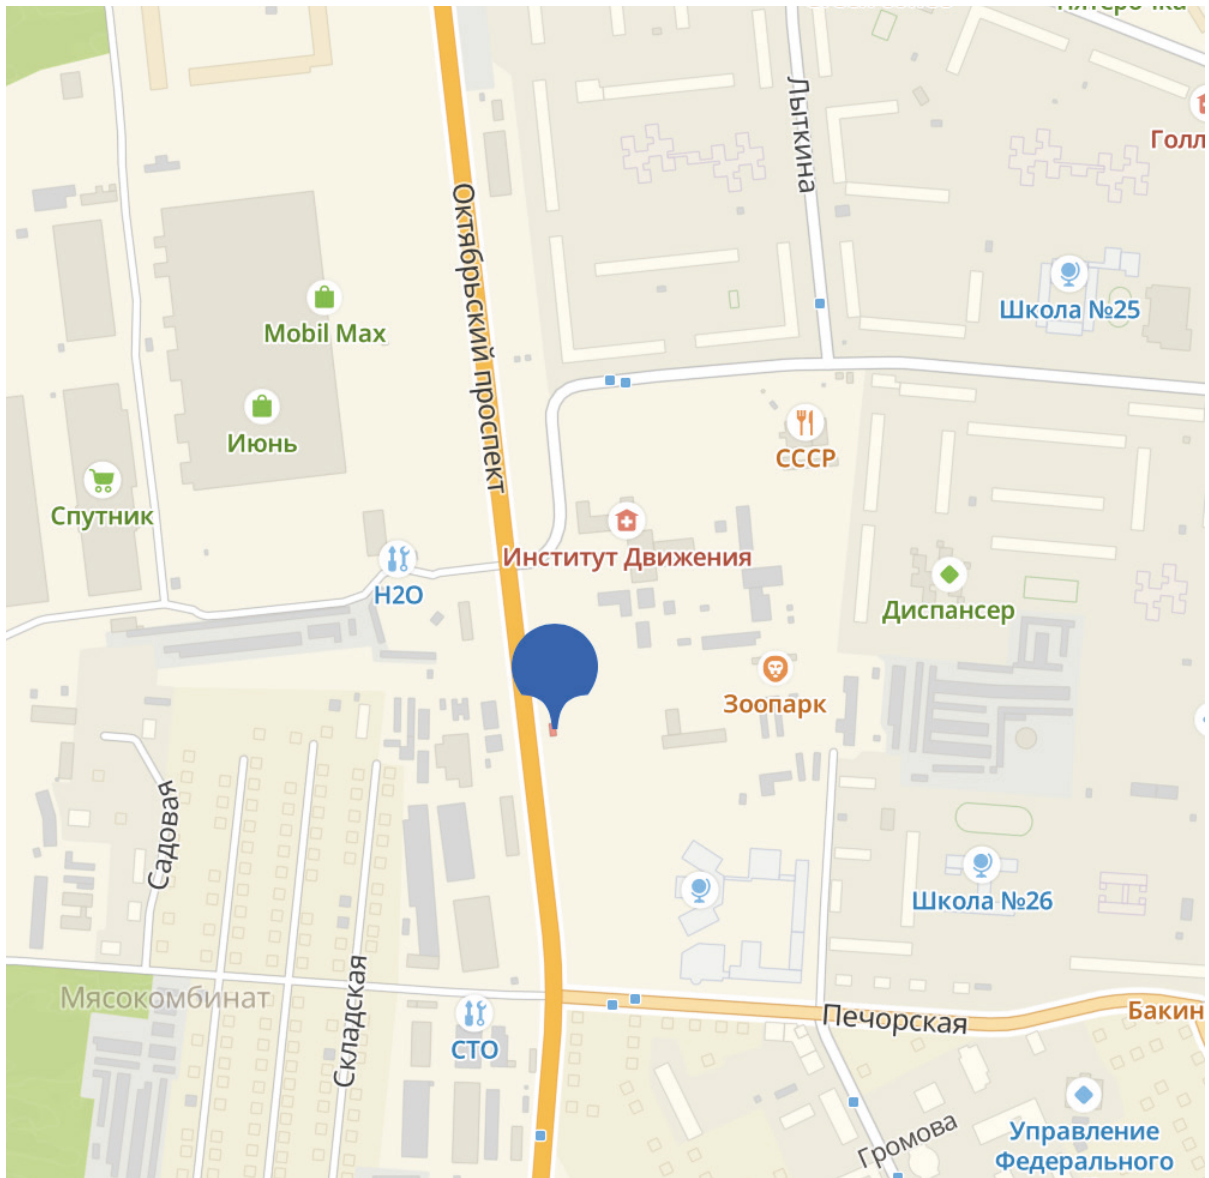 Лыткина
Голл
Октябрьский проспект
Школа №25
Mobil Max
Июнь
СССР
Спутник
Институт Движения
H2O
Диспансер
Зоопарк
Садовая
Школа №26
Складская
Мясокомбинат
Печорская
Бакин
СТО
Громова
Управление
Федерального